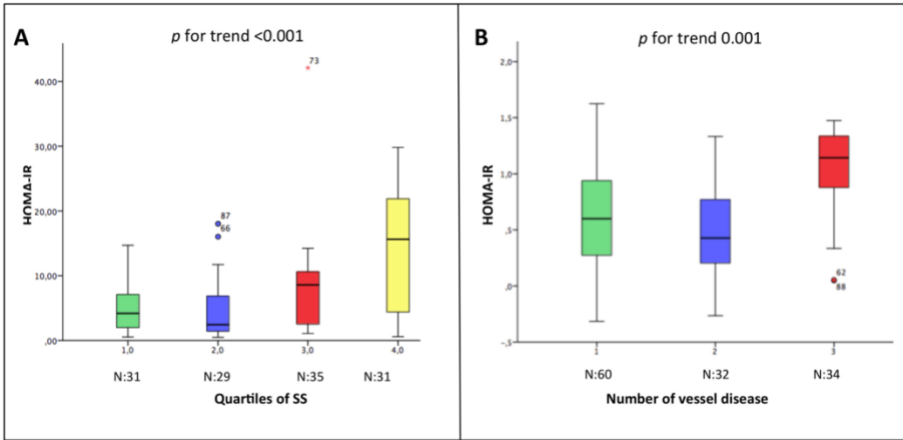 A
p for trend <0.001
HOMA-IR
40,00
30,00
20,00
10,00
,00
73
87
66
1,0 2,0 3,0 4,0
N:31 N:29 N:35 N:31
Quartiles of SS
B
p for trend 0.001
HOMA-IR
2,0
1,5
1,0
,5
,0
-,5
62
88
1 2 3
N:60 N:32 N:34
Number of vessel disease